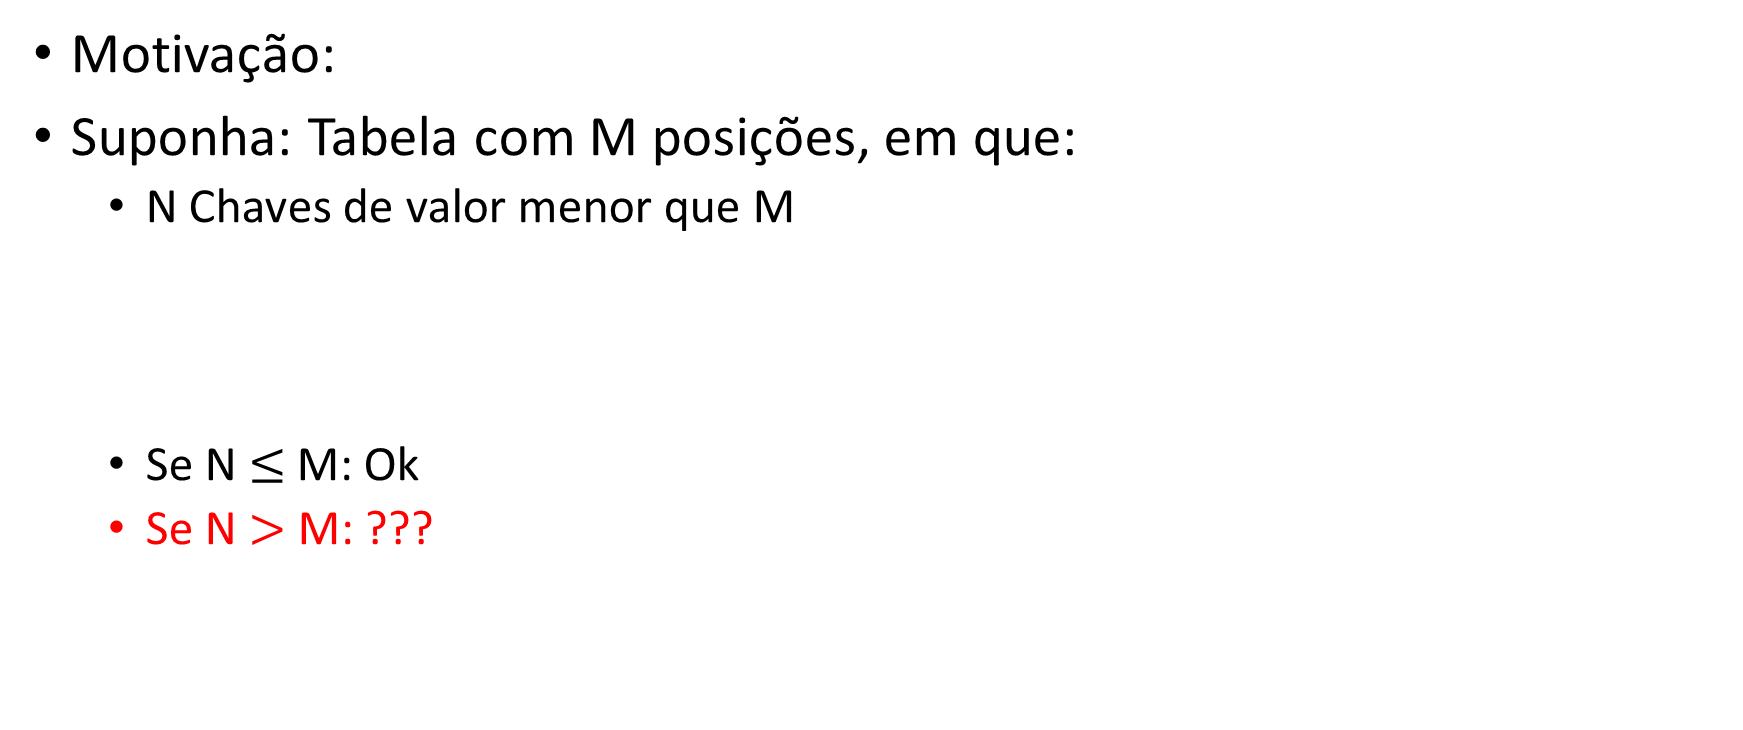 • Motivação:
• Suponha: Tabela com M posições, em que:
• N Chaves de valor menor que M
• Se N ≤ M: Ok
• Se N > M: ???